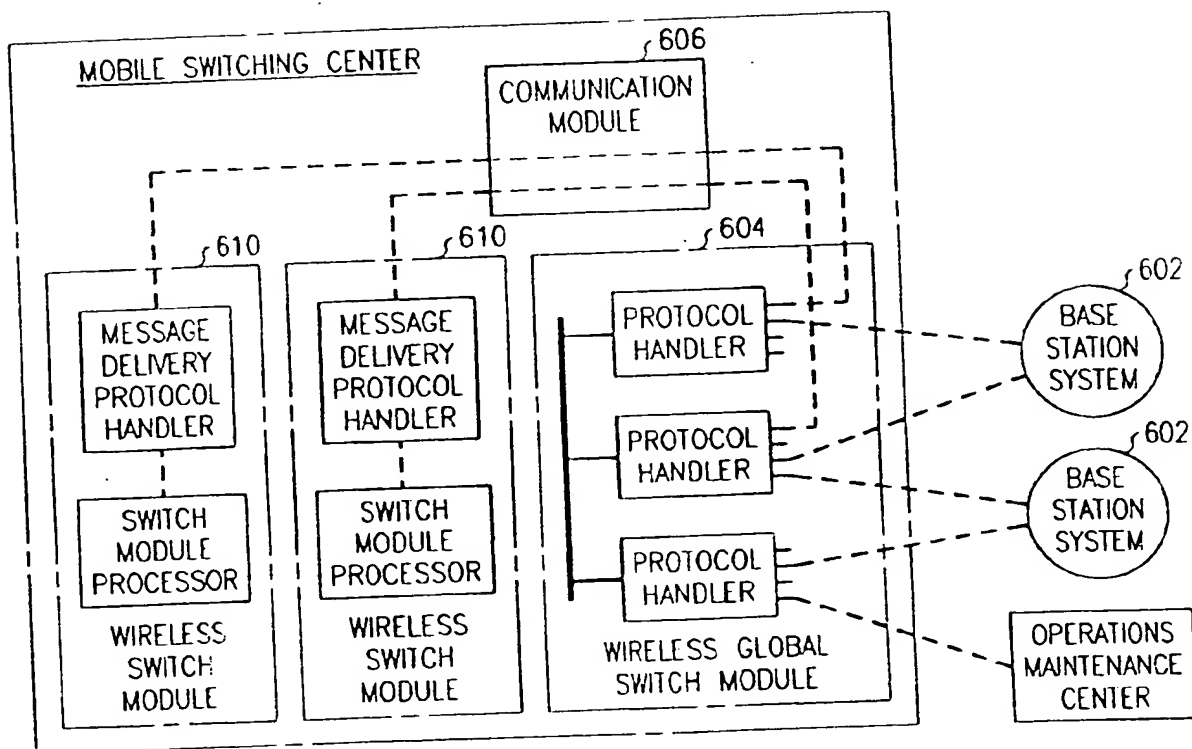 MOBILE SWITCHING CENTER
606
COMMUNICATION
MODULE
610
MESSAGE
DELIVERY
PROTOCOL
HANDLER
SWITCH
MODULE
PROCESSOR
WIRELESS
SWITCH
MODULE
610
MESSAGE
DELIVERY
PROTOCOL
HANDLER
SWITCH
MODULE
PROCESSOR
WIRELESS
SWITCH
MODULE
604
PROTOCOL
HANDLER
PROTOCOL
HANDLER
PROTOCOL
HANDLER
WIRELESS GLOBAL
SWITCH MODULE
602
BASE
STATION
SYSTEM
602
BASE
STATION
SYSTEM
OPERATIONS
MAINTENANCE
CENTER